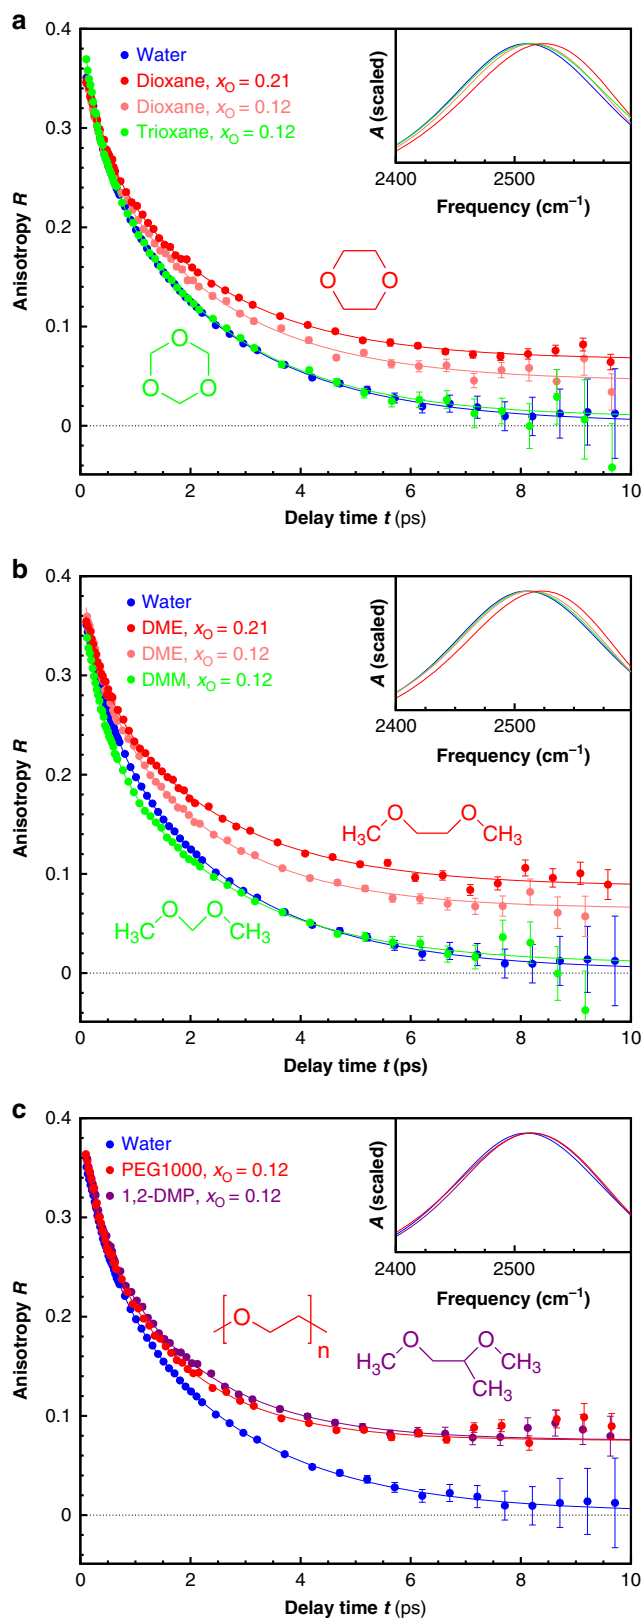 a
0.4
0.3
0.2
0.1
0
Anisotropy R
Water
Dioxane, xO = 0.21
Dioxane, xO = 0.12
Trioxane, xO = 0.12
A (scaled)
2400 2500
Frequency (cm−1)
O
O
O
O
O
0 2 4 6 8 10
Delay time t (ps)
b
0.4
0.3
0.2
0.1
0
Anisotropy R
Water
DME, xO = 0.21
DME, xO = 0.12
DMM, xO = 0.12
A (scaled)
2400 2500
Frequency (cm−1)
O O
H3C CH3
O O
H3C CH3
0 2 4 6 8 10
Delay time t (ps)
c
0.4
0.3
0.2
0.1
0
Anisotropy R
Water
PEG1000, xO = 0.12
1,2-DMP, xO = 0.12
A (scaled)
2400 2500
Frequency (cm−1)
O
n
O O
H3C CH3
CH3
0 2 4 6 8 10
Delay time t (ps)